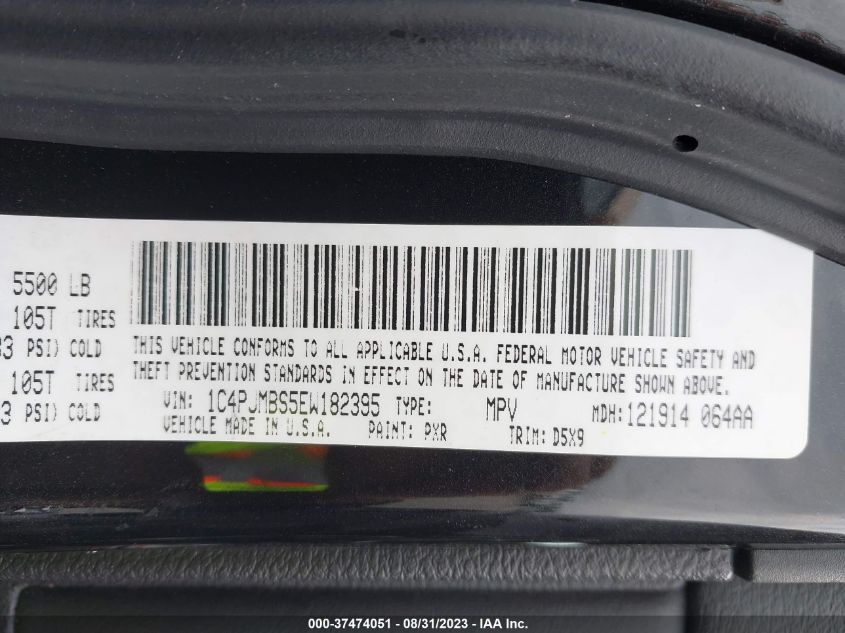 5500 LB
105T TIRES
33 PSI) COLD
105T TIRES
3 PSI) COLD
THIS VEHICLE CONFORMS TO ALL APPLICABLE U.S.A. FEDERAL MOTOR VEHICLE SAFETY AND
THEFT PREVENTION STANDARDS IN EFFECT ON THE DATE OF MANUFACTURE SHOWN ABOVE.
VIN: 1C4PJMBS5EW182395 TYPE: MPV MDH:121914 064AA
VEHICLE MADE IN U.S.A. PAINT: PXR TRIM: D5X9
000-37474051 - 08/31/2023 - IAA Inc.